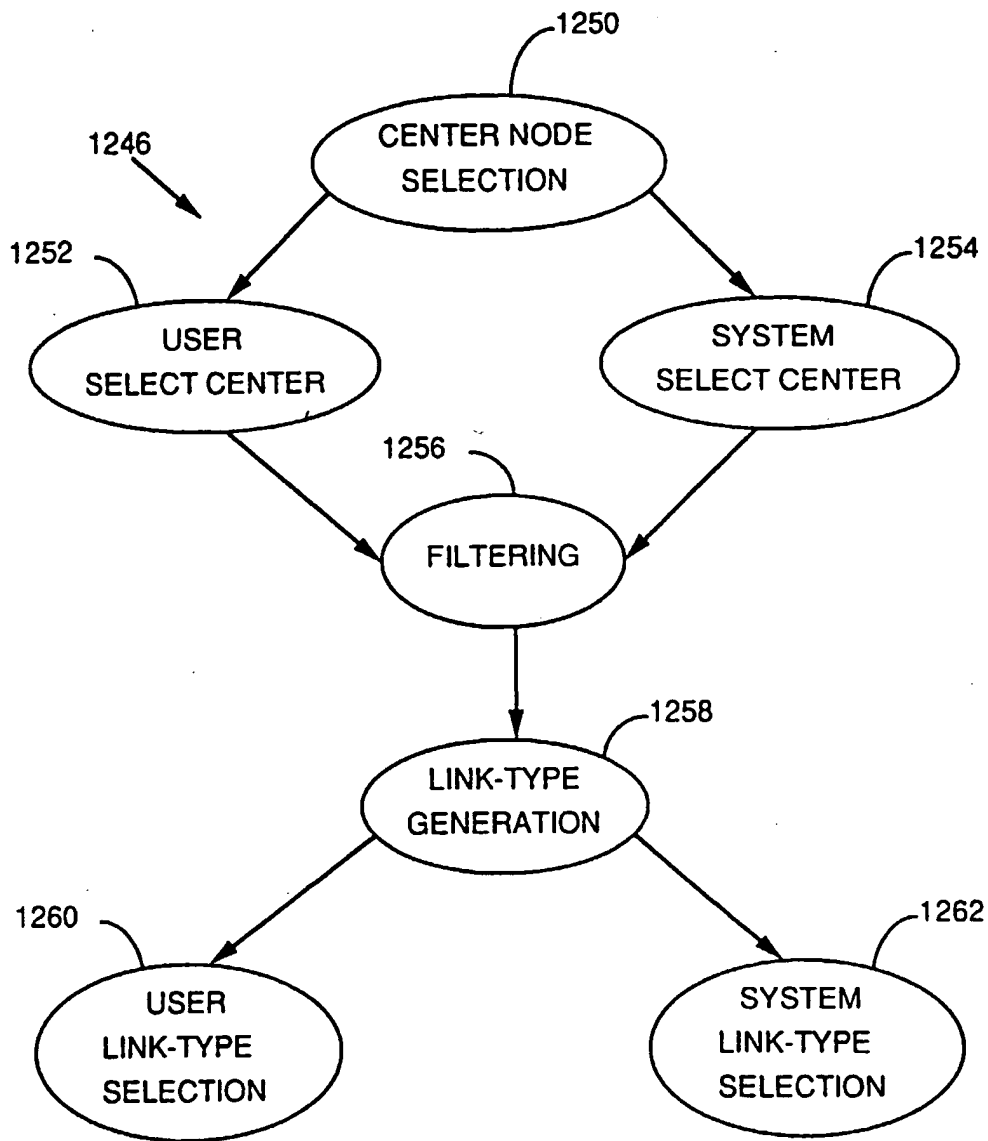 1250
CENTER NODE
SELECTION
1246
1252
1254
USER
SELECT CENTER
SYSTEM
SELECT CENTER
1256
FILTERING
1258
LINK-TYPE
GENERATION
1260
1262
USER
LINK-TYPE
SELECTION
SYSTEM
LINK-TYPE
SELECTION